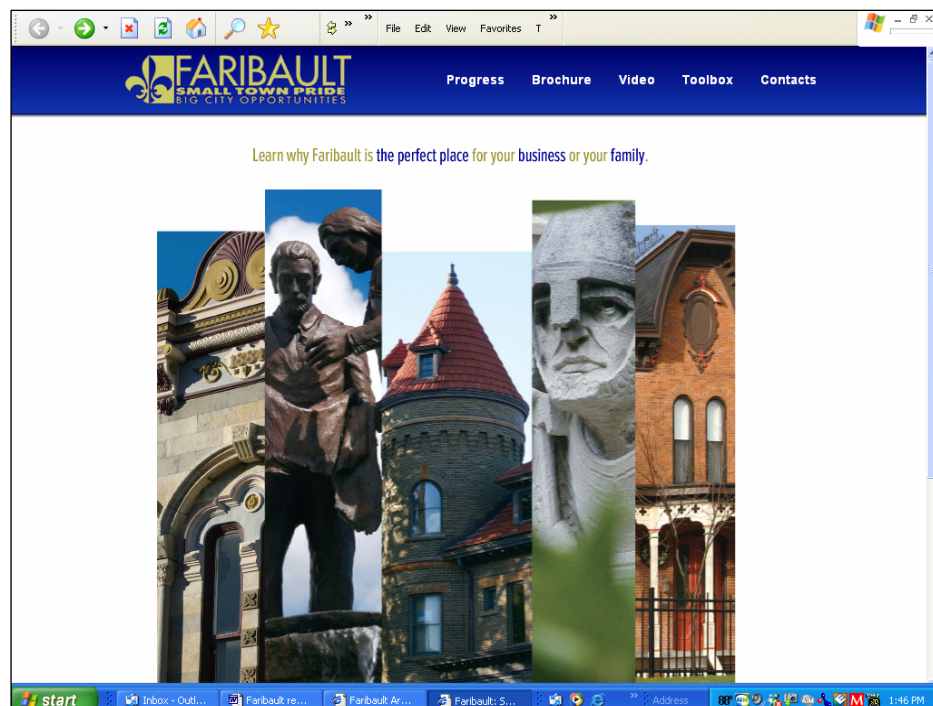 File Edit View Favorites T
FARIBAULT
SMALL TOWN PRIDE
BIG CITY OPPORTUNITIES
Progress Brochure Video Toolbox Contacts
Learn why Faribault is the perfect place for your business or your family.
start Inbox - Outl... Faribault re... Faribault Ar... Faribault: S... Address 88° 1:46 PM